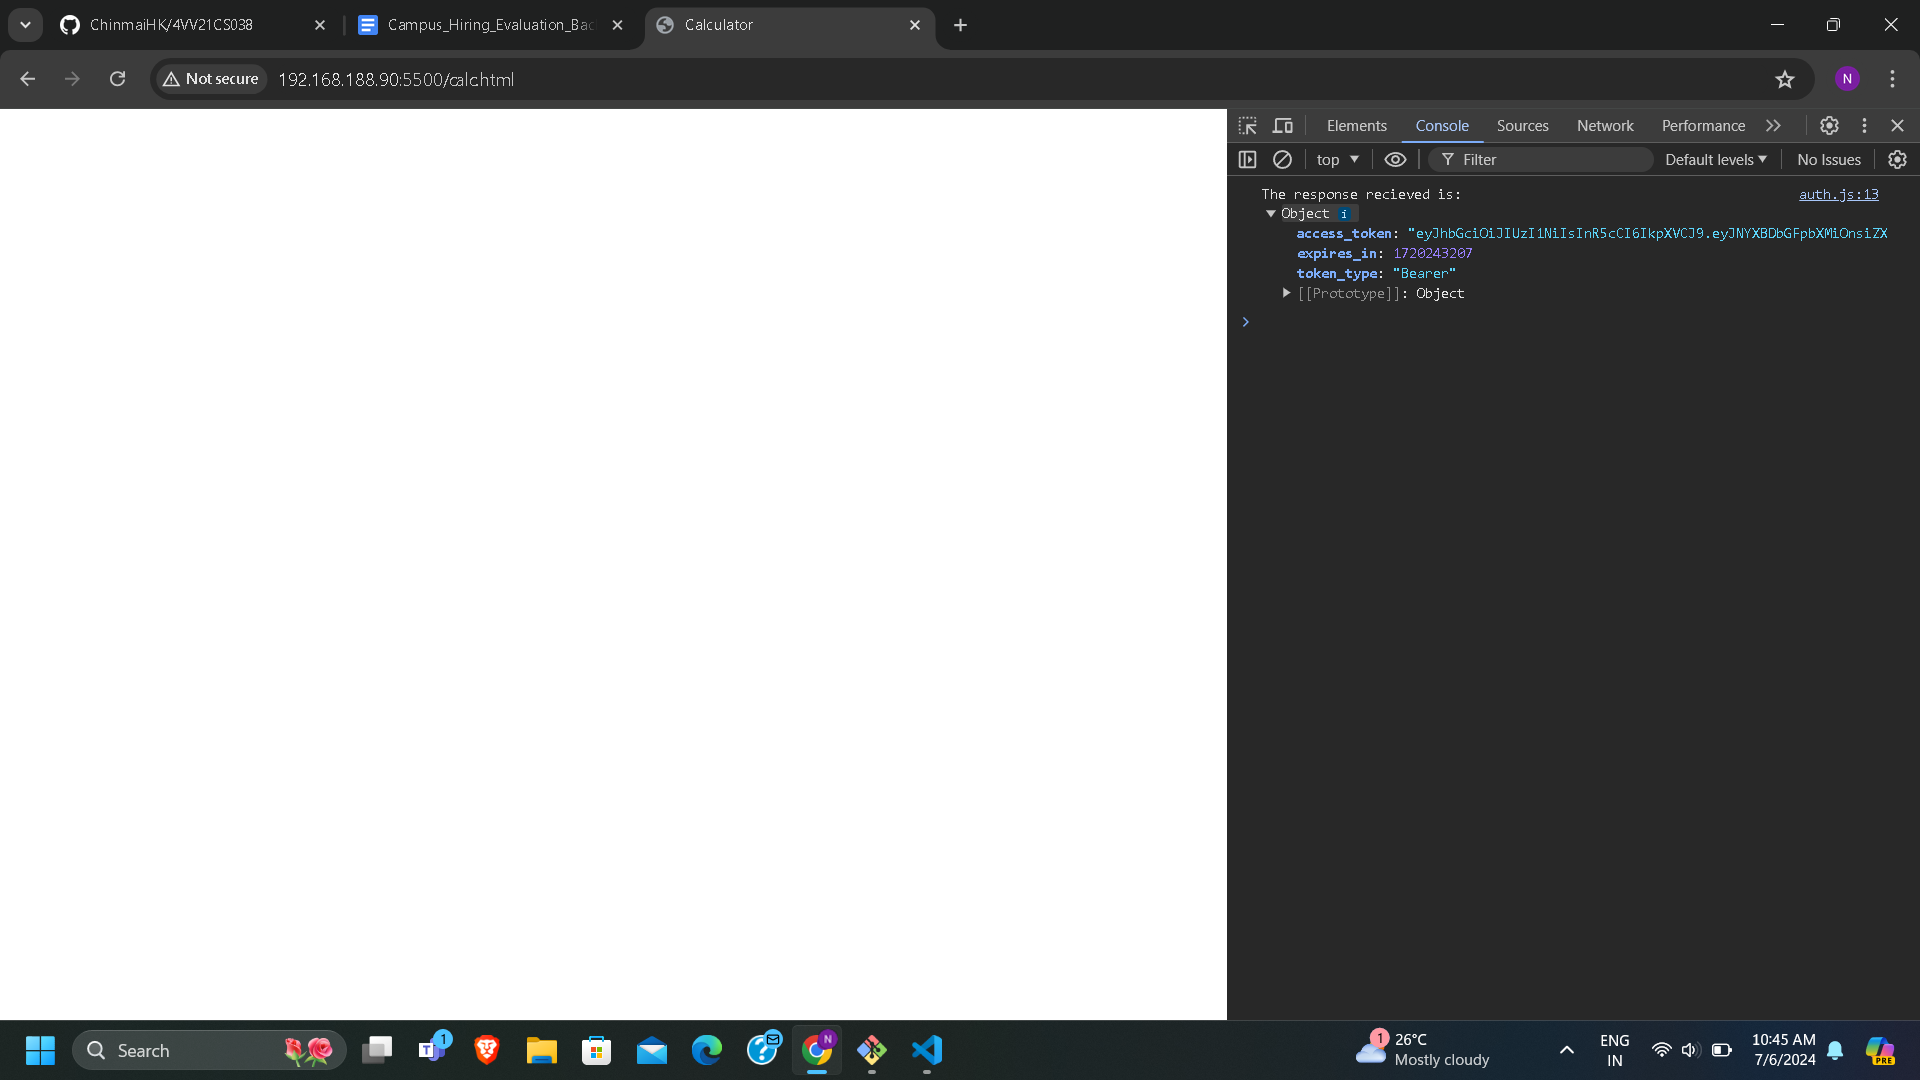 ChinmaiHK/4VV21CS038
Campus_Hiring_Evaluation_Bac
Calculator
Not secure
192.168.188.90:5500/calc.html
N
Elements
Console
Sources
Network
Performance
top
Filter
Default levels
No Issues
The response recieved is:
auth.js:13
Object i
access_token: "eyJhbGciOiJIUzI1NiIsInR5cCI6IkpXVCJ9.eyJNYXBDbGFpbXMiOnsiZX
expires_in: 1720243207
token_type: "Bearer"
[[Prototype]]: Object
Search
T
1
N
1
26°C
Mostly cloudy
ENG
IN
10:45 AM
7/6/2024
PRE